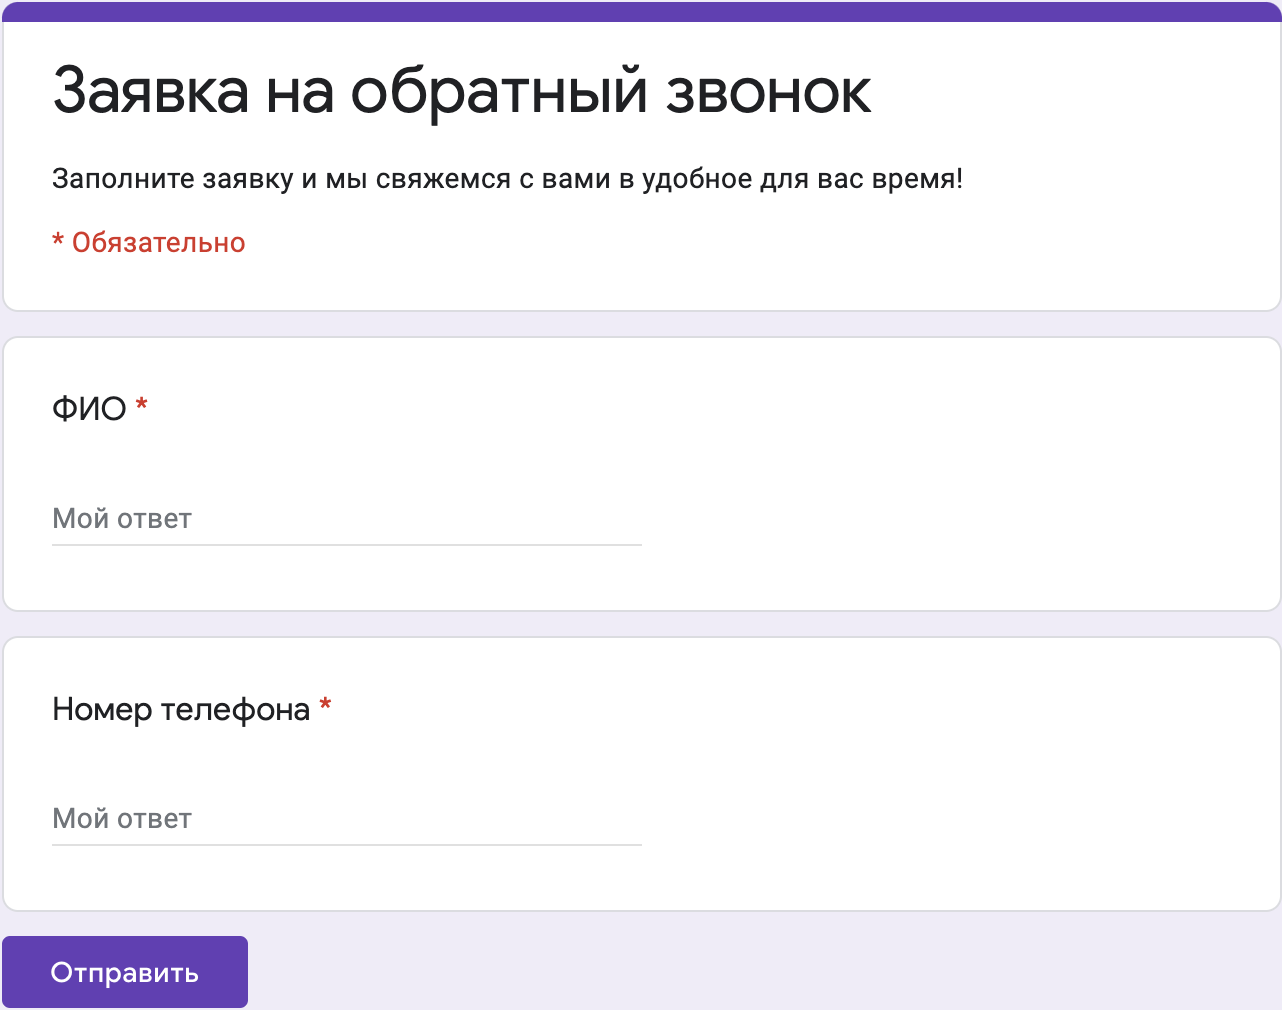 Заявка на обратный звонок
Заполните заявку и мы свяжемся с вами в удобное для вас время!
* Обязательно
ФИО *
Мой ответ
Номер телефона *
Мой ответ
Отправить